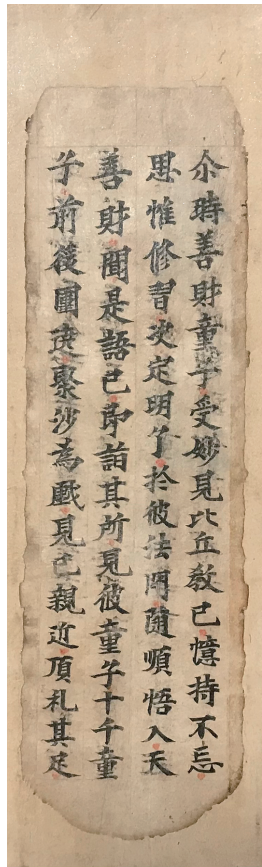 尒時善財童子受妙見比丘教已憶持不忘
思惟修習决定明了於彼法門隨順悟入天
善財聞是語已即詣其所見彼童子十千童
子前後圍遶聚沙為戲見已親近頂礼其足